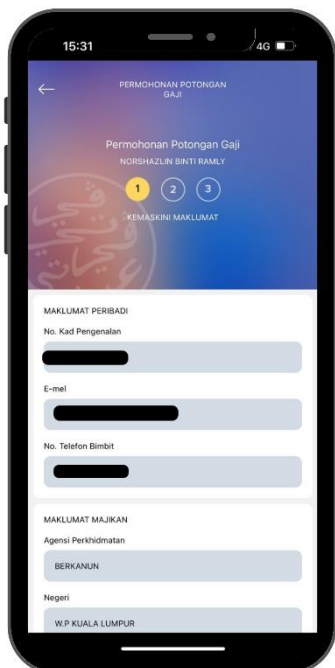 15:31
4G
PERMOHONAN POTONGAN
GAJI
Permohonan Potongan Gaji
NORSHAZLIN BINTI RAMLY
1 2 3
KEMASKINI MAKLUMAT
MAKLUMAT PERIBADI
No. Kad Pengenalan
E-mel
No. Telefon Bimbit
MAKLUMAT MAJIKAN
Agensi Perkhidmatan
BERKANUN
Negeri
W.P KUALA LUMPUR